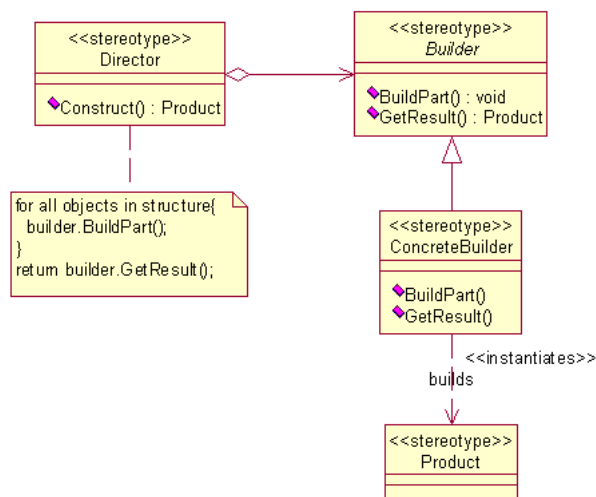 <<stereotype>>
Director
Construct() : Product
<<stereotype>>
Builder
BuildPart() : void
GetResult() : Product
for all objects in structure{
builder.BuildPart();
}
return builder.GetResult();
<<stereotype>>
ConcreteBuilder
BuildPart()
GetResult()
<<instantiates>>
builds
<<stereotype>>
Product